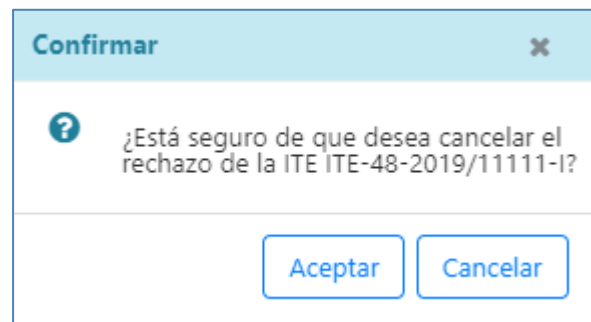 Confirmar
¿Está seguro de que desea cancelar el
rechazo de la ITE ITE-48-2019/11111-I?
Aceptar
Cancelar